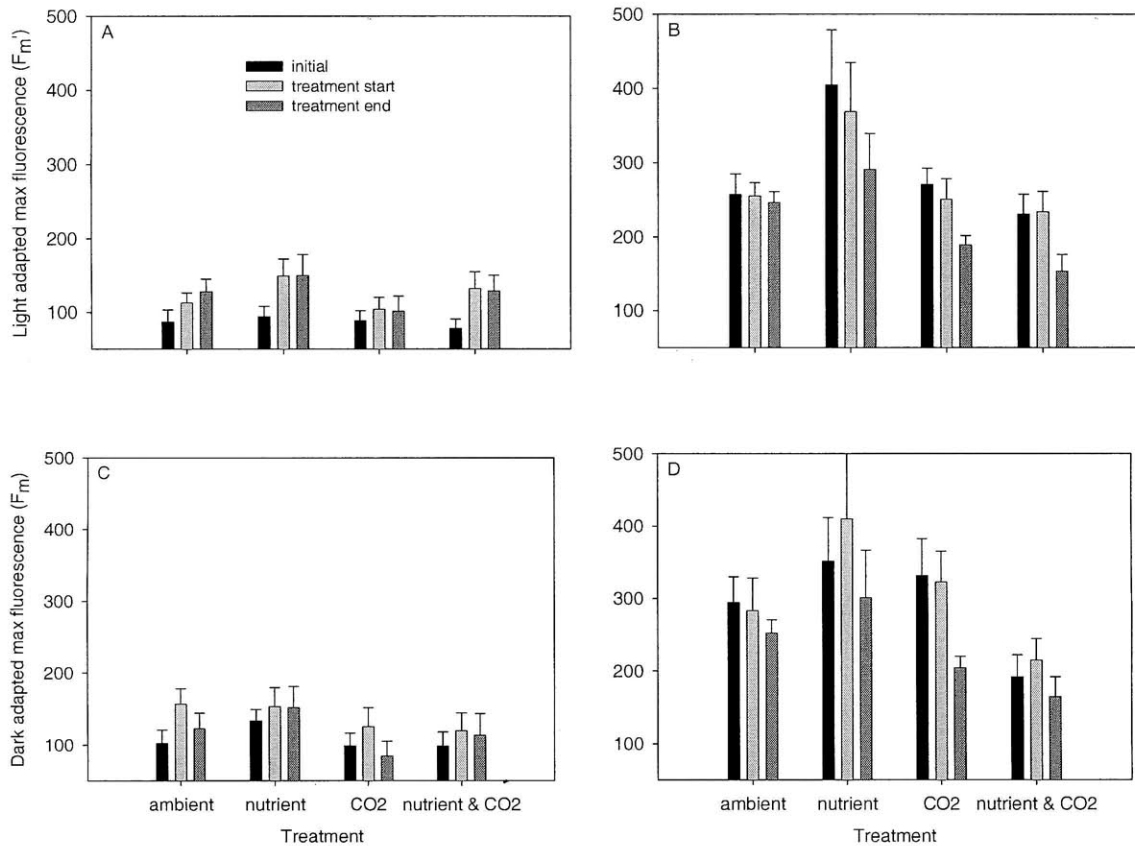 Light adapted max fluorescence (Fm')
500
400
300
200
100
A
initial
treatment start
treatment end
500
400
300
200
100
B
Dark adapted max fluorescence (Fm)
500
400
300
200
100
C
ambient nutrient CO2 nutrient & CO2
Treatment
500
400
300
200
100
D
ambient nutrient CO2 nutrient & CO2
Treatment